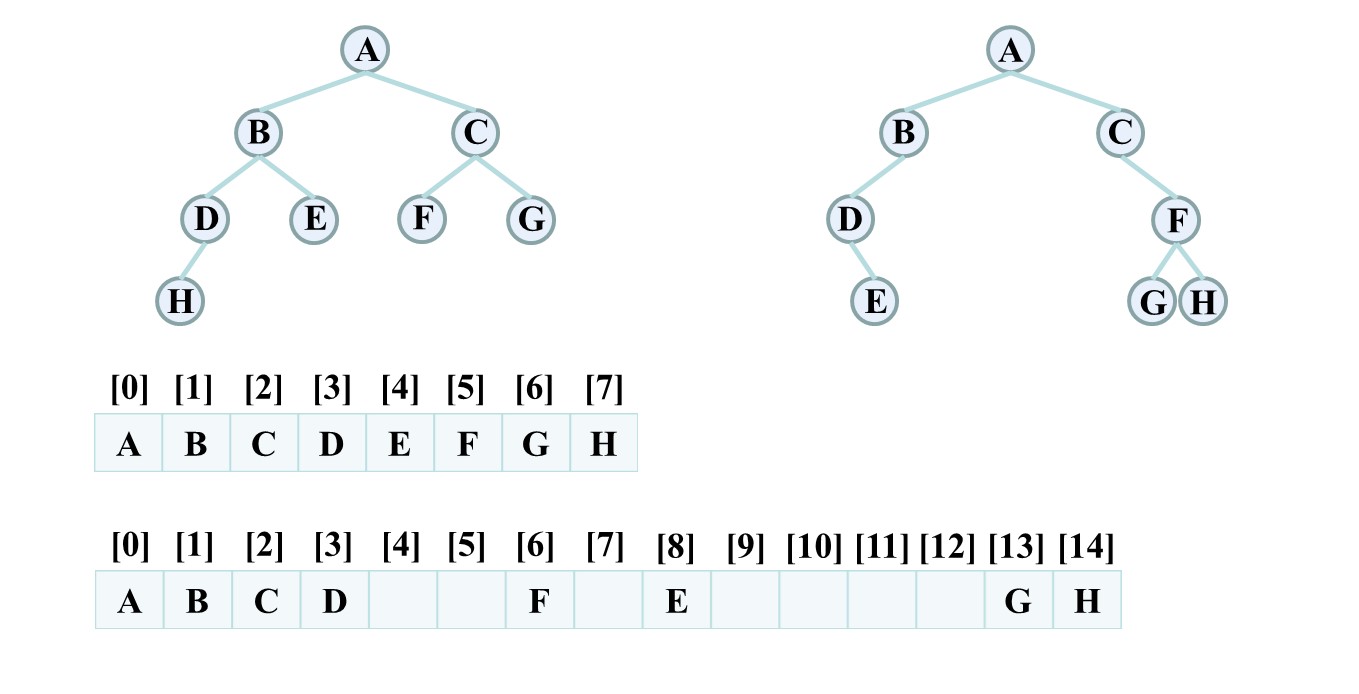 A A
B C B C
D E F G D F
H E G H
[0] [1] [2] [3] [4] [5] [6] [7]
A B C D E F G H
[0] [1] [2] [3] [4] [5] [6] [7] [8] [9] [10] [11] [12] [13] [14]
A B C D F E G H